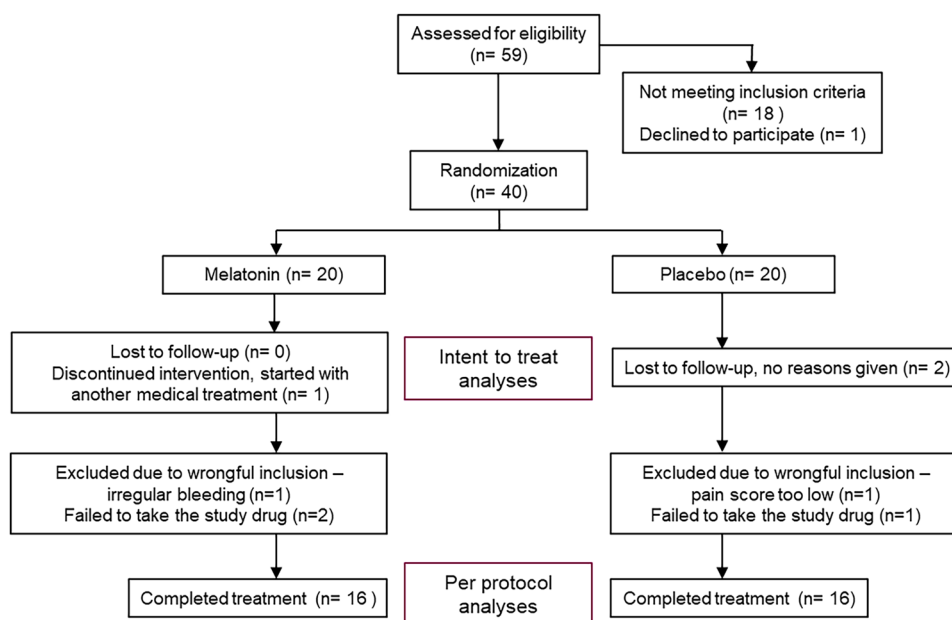 Assessed for eligibility
(n= 59)
Not meeting inclusion criteria
(n= 18 )
Declined to participate (n= 1)
Randomization
(n= 40)
Melatonin (n= 20)
Placebo (n= 20)
Lost to follow-up (n= 0)
Discontinued intervention, started with
another medical treatment (n= 1)
Intent to treat
analyses
Lost to follow-up, no reasons given (n= 2)
Excluded due to wrongful inclusion –
irregular bleeding (n=1)
Failed to take the study drug (n=2)
Excluded due to wrongful inclusion –
pain score too low (n=1)
Failed to take the study drug (n=1)
Completed treatment (n= 16 )
Per protocol
analyses
Completed treatment (n= 16)